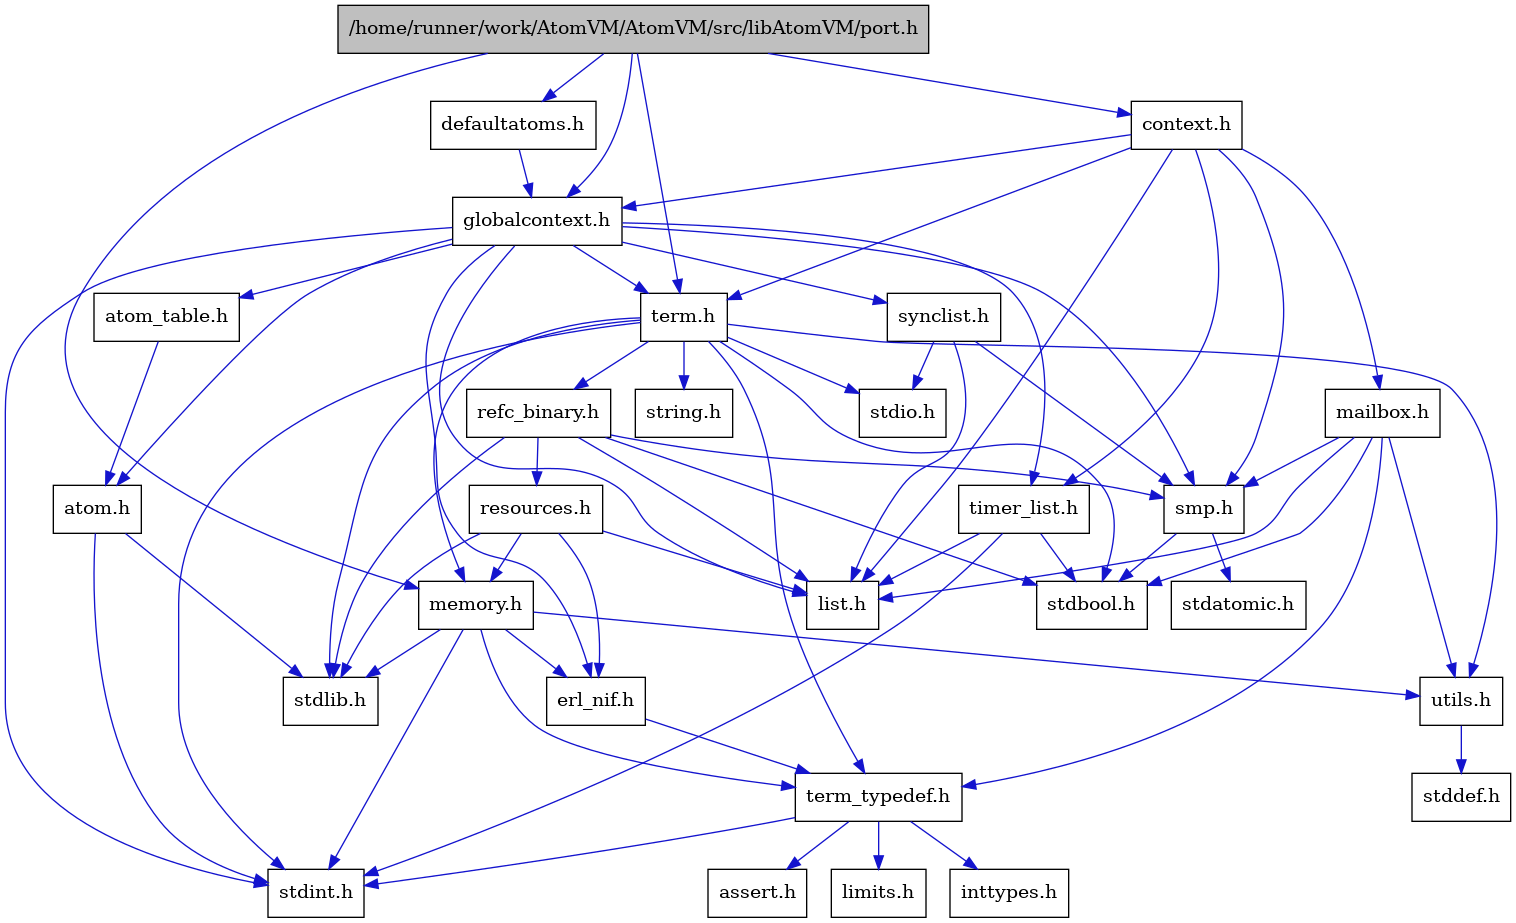 /home/runner/work/AtomVM/AtomVM/src/libAtomVM/port.h
defaultatoms.h
context.h
globalcontext.h
atom_table.h
term.h
synclist.h
refc_binary.h
string.h
stdio.h
mailbox.h
atom.h
resources.h
timer_list.h
smp.h
memory.h
list.h
stdbool.h
stdatomic.h
stdlib.h
erl_nif.h
utils.h
term_typedef.h
stddef.h
stdint.h
assert.h
limits.h
inttypes.h